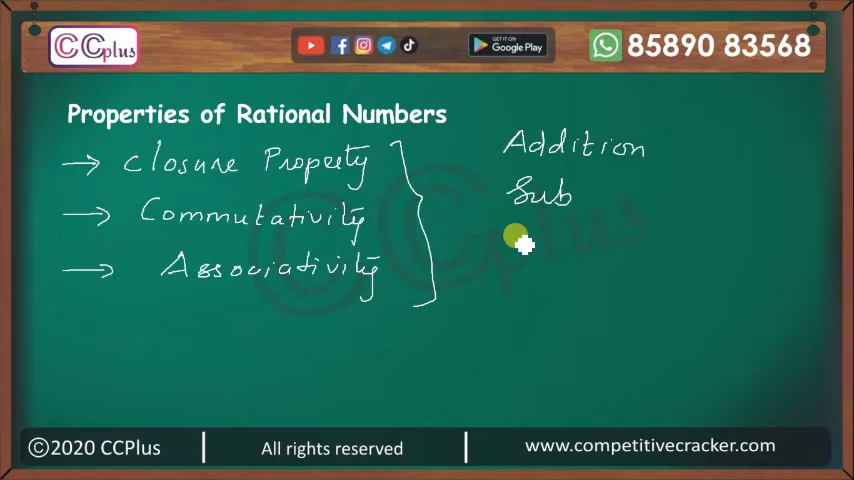 CCplus
GET IT ON
Google Play
85890 83568
Properties of Rational Numbers
→ Closure Property
→ Commutativity
→ Associativity
Addition
Sub
CCplus
©2020 CCPlus
All rights reserved
www.competitivecracker.com